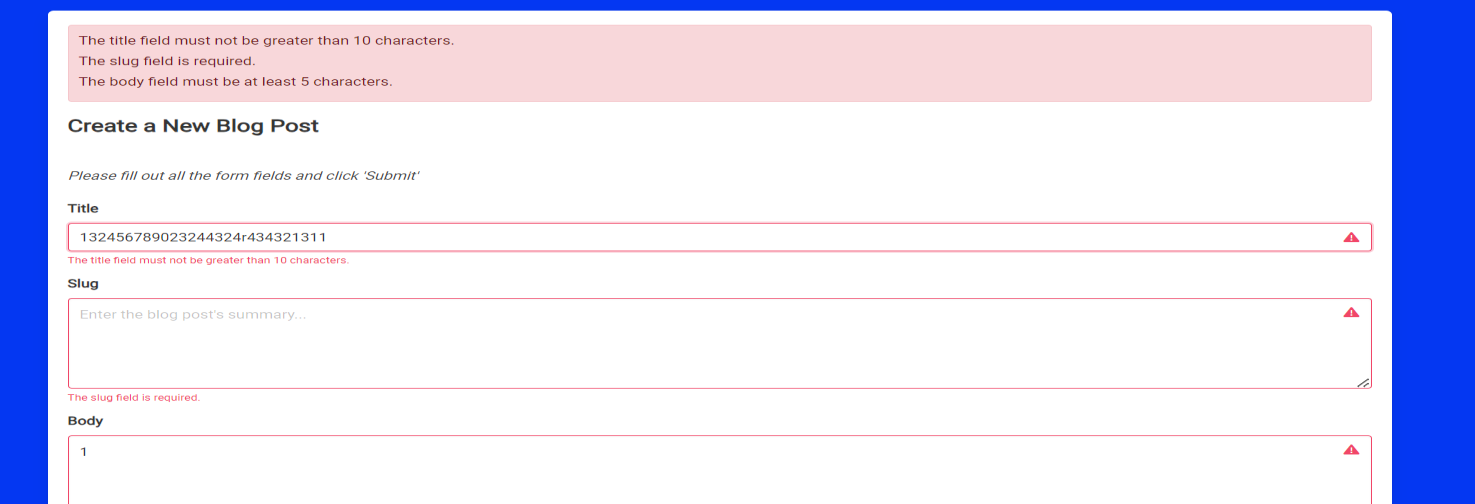 The title field must not be greater than 10 characters.
The slug field is required.
The body field must be at least 5 characters.
Create a New Blog Post
Please fill out all the form fields and click 'Submit'
Title
132456789023244324r434321311
The title field must not be greater than 10 characters.
Slug
Enter the blog post's summary...
The slug field is required.
Body
1